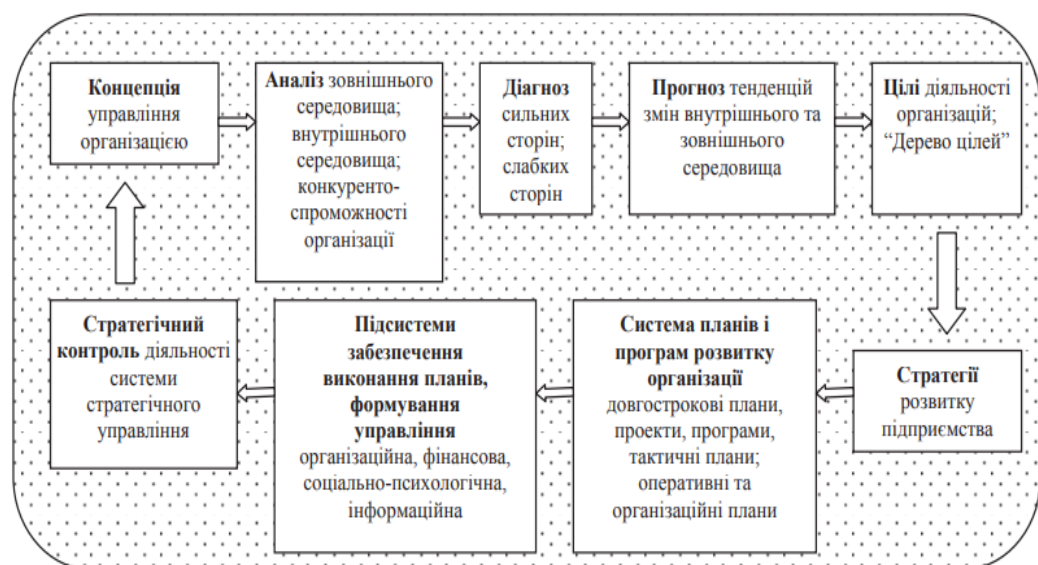 Концепція
управління
організацією
Аналіз зовнішнього
середовища;
внутрішнього
середовища;
конкуренто-
спроможності
організації
Діагноз
сильних
сторін;
слабких
сторін
Прогноз тенденцій
змін внутрішнього та
зовнішнього
середовища
Цілі діяльності
організацій;
“Дерево цілей”
Стратегії
розвитку
підприємства
Система планів і
програм розвитку
організації
довгострокові плани,
проекти, програми,
тактичні плани;
оперативні та
організаційні плани
Підсистеми
забезпечення
виконання планів,
формування
управління
організаційна, фінансова,
соціально-психологічна,
інформаційна
Стратегічний
контроль діяльності
системи
стратегічного
управління